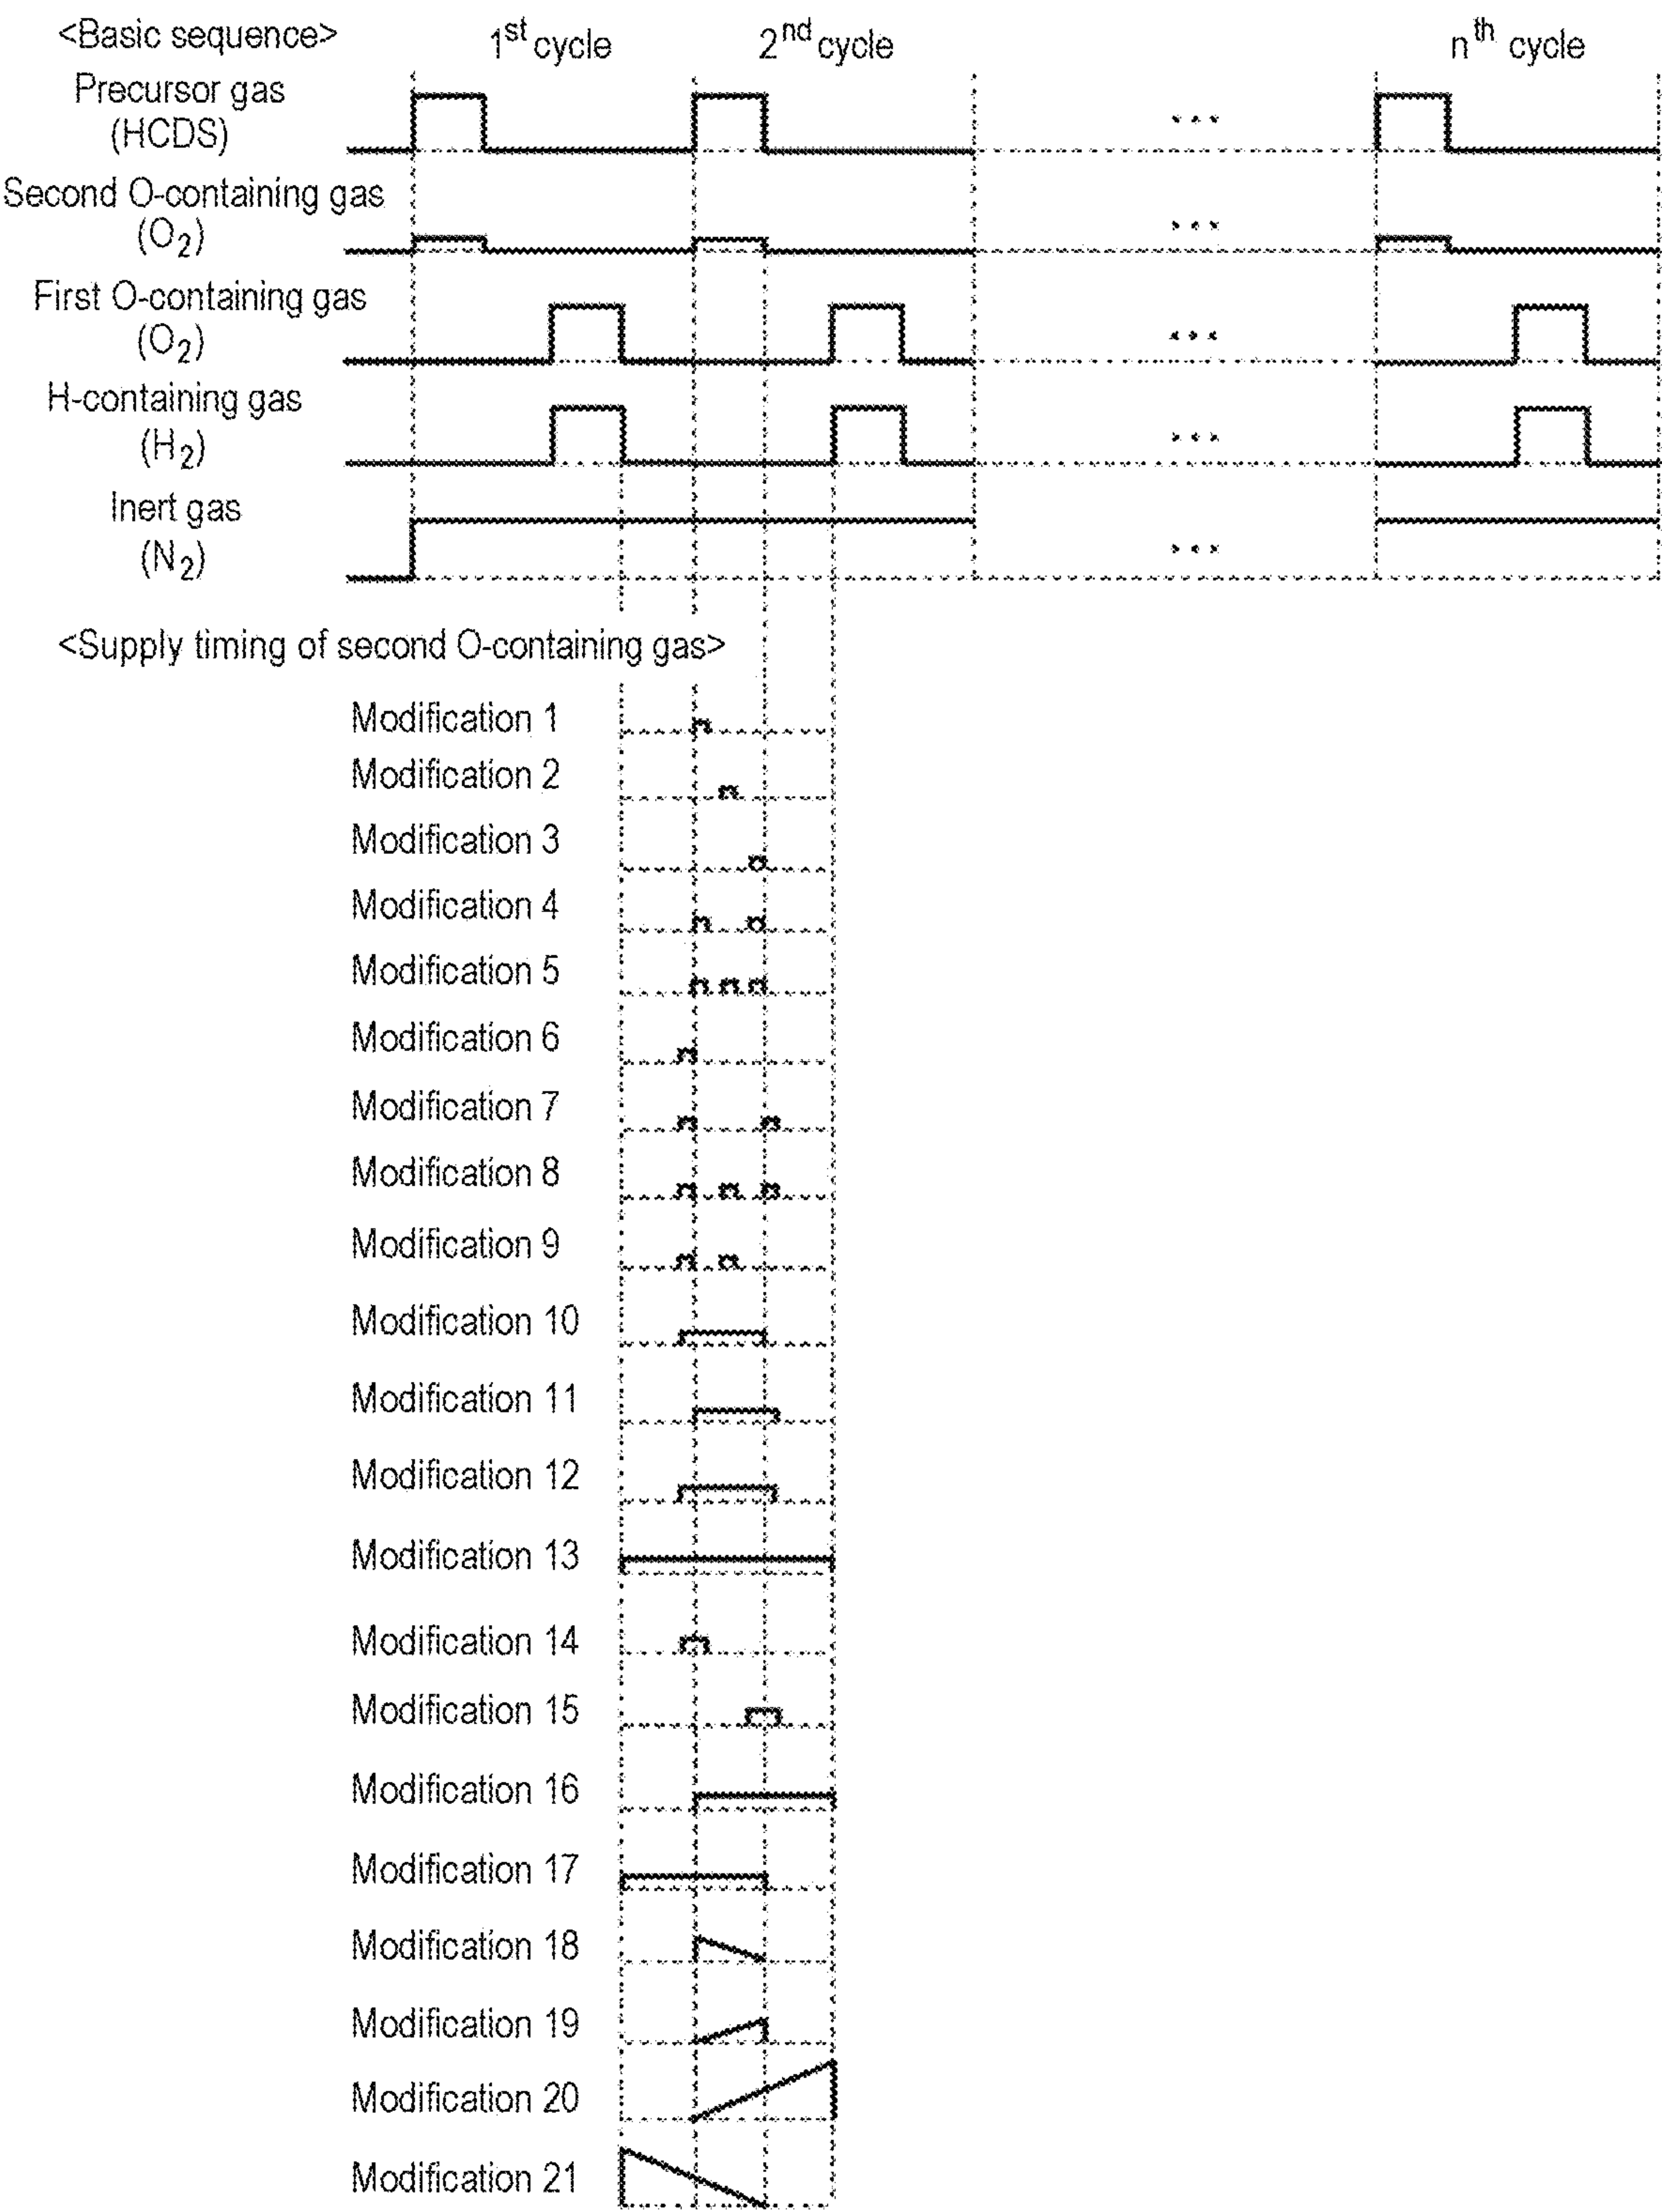 <Basic sequence>
1st cycle 2nd cycle nth cycle
Precursor gas
(HCDS)
...
Second O-containing gas
(O2)
...
First O-containing gas
(O2)
...
H-containing gas
(H2)
...
Inert gas
(N2)
...
<Supply timing of second O-containing gas>
Modification 1
Modification 2
Modification 3
Modification 4
Modification 5
Modification 6
Modification 7
Modification 8
Modification 9
Modification 10
Modification 11
Modification 12
Modification 13
Modification 14
Modification 15
Modification 16
Modification 17
Modification 18
Modification 19
Modification 20
Modification 21